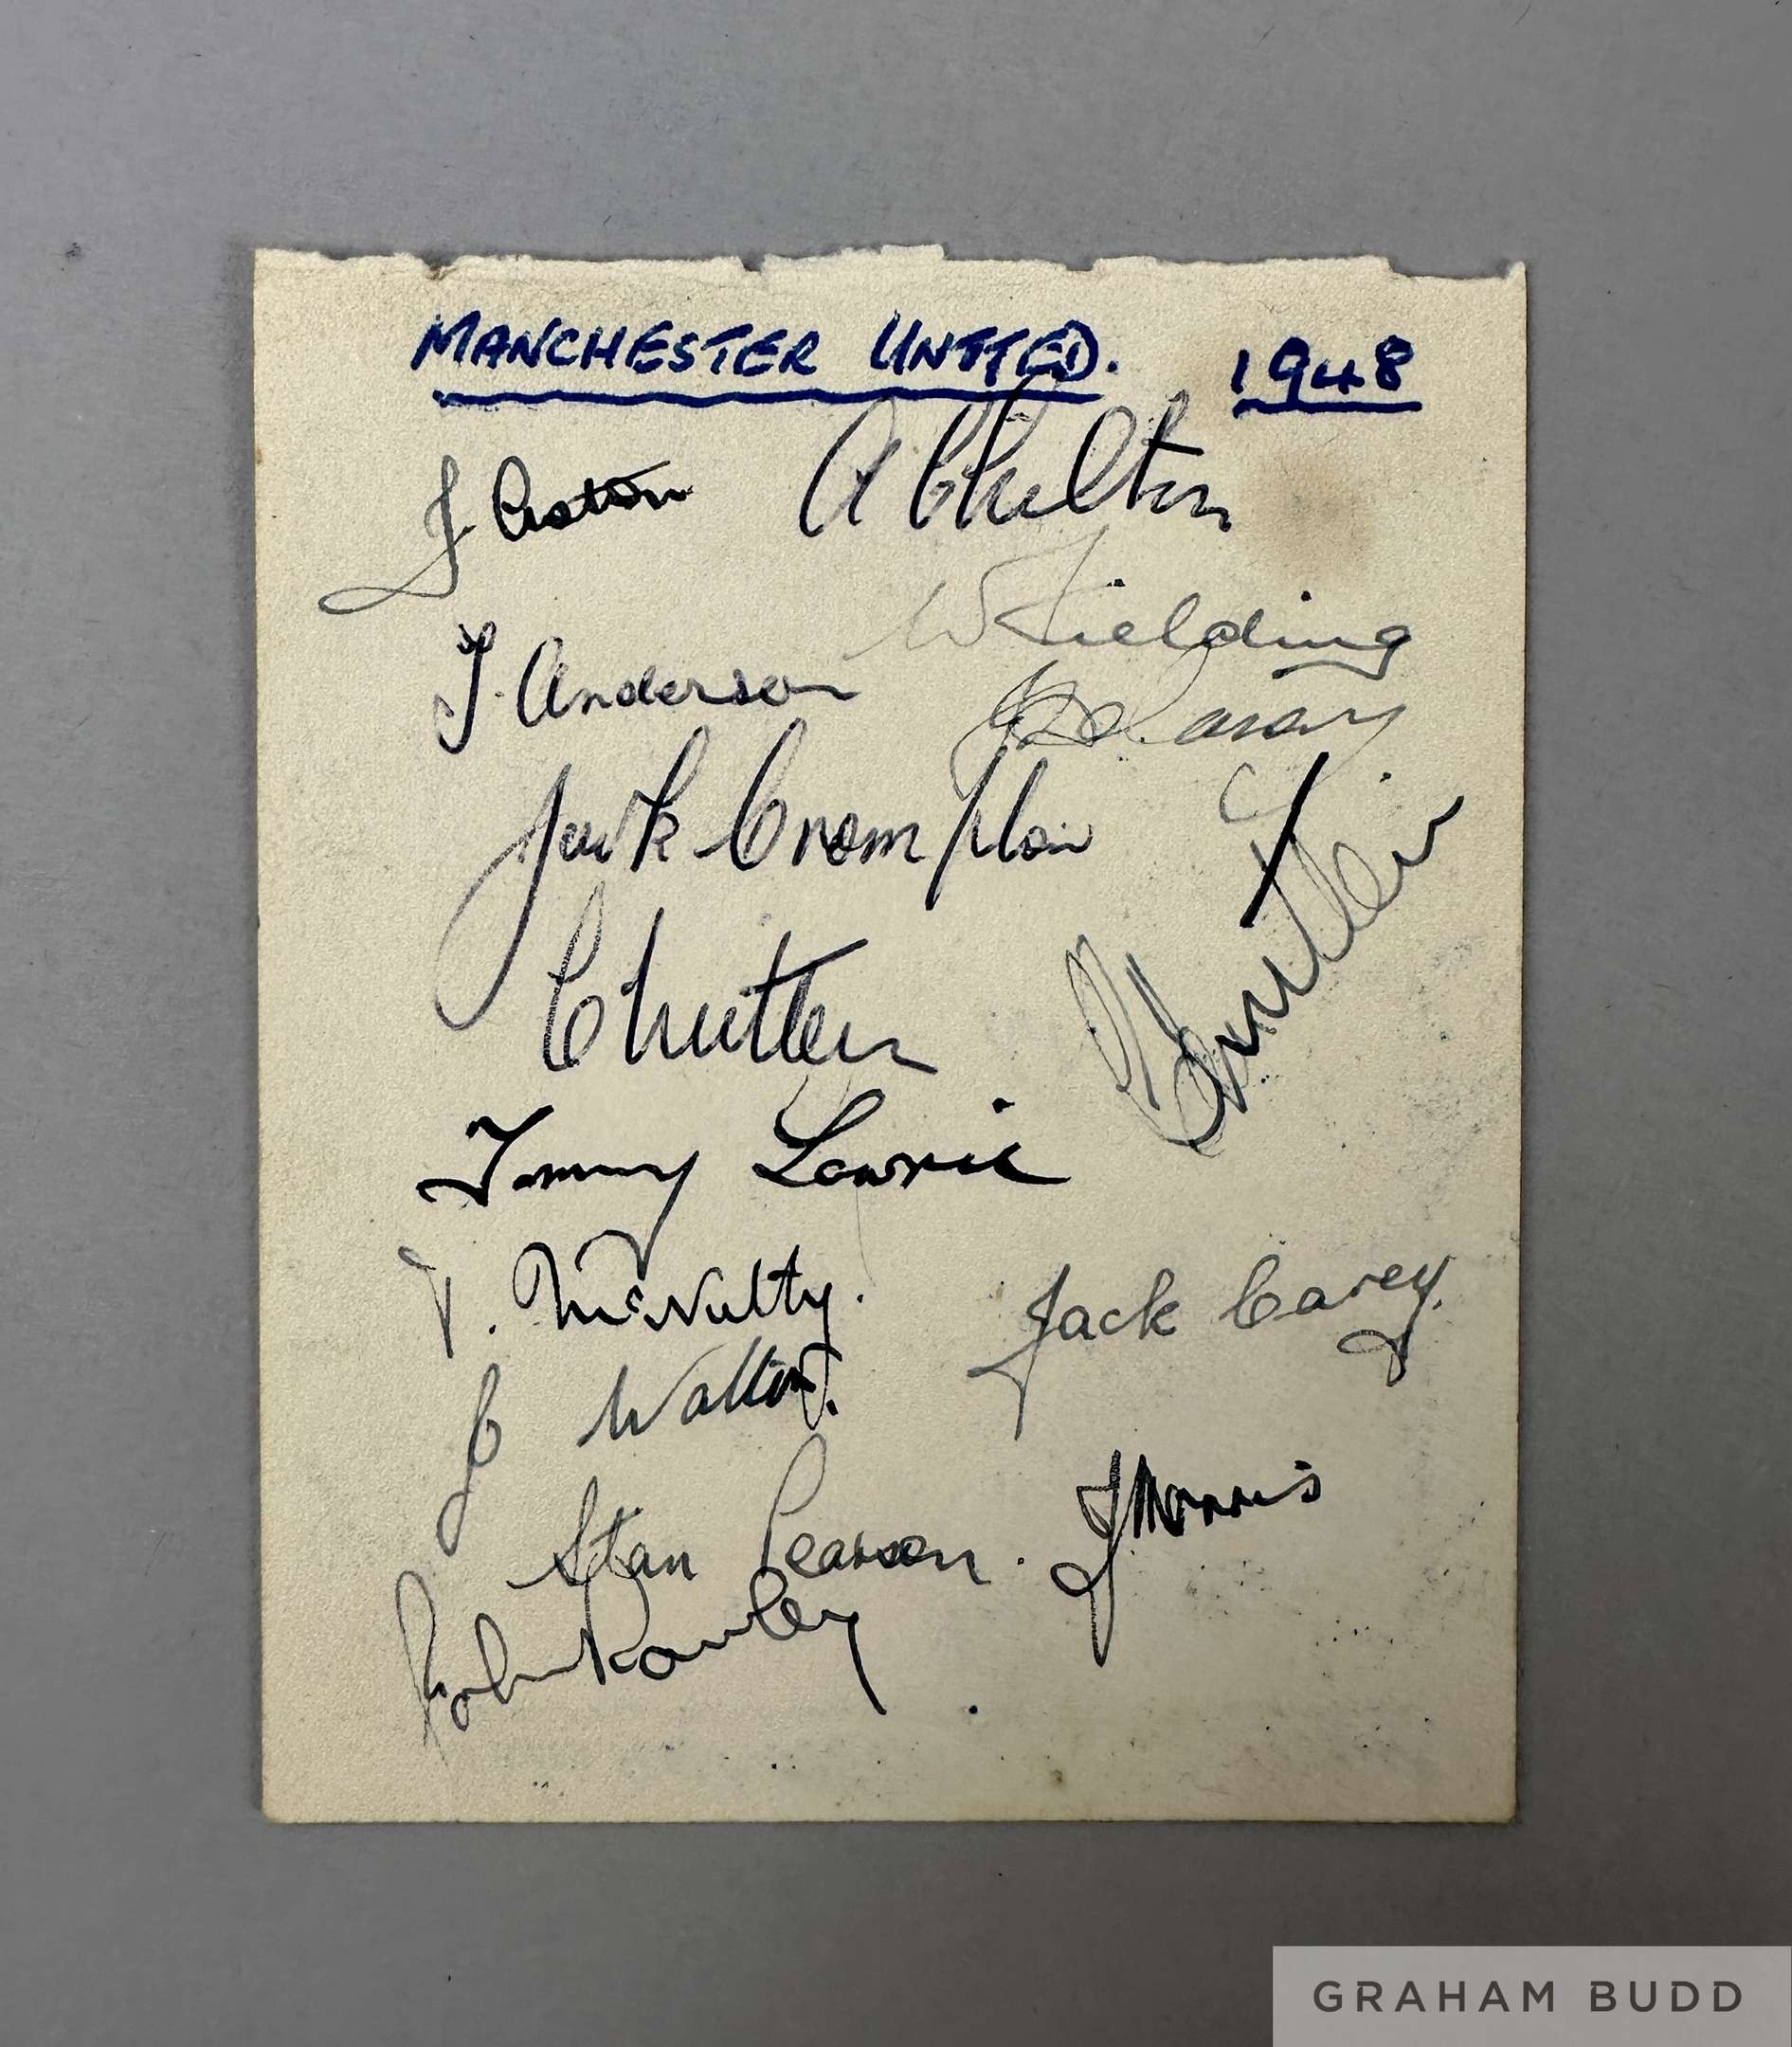 MANCHESTER UNITED. 1948
J Aston A Chilton
W Fielding
J. Anderson
Jack Crompton
Tommy Lowrie
T. McNulty.
Jack Carey.
J Walton.
J Morris
Stan Pearson.
John Rowley
GRAHAM BUDD